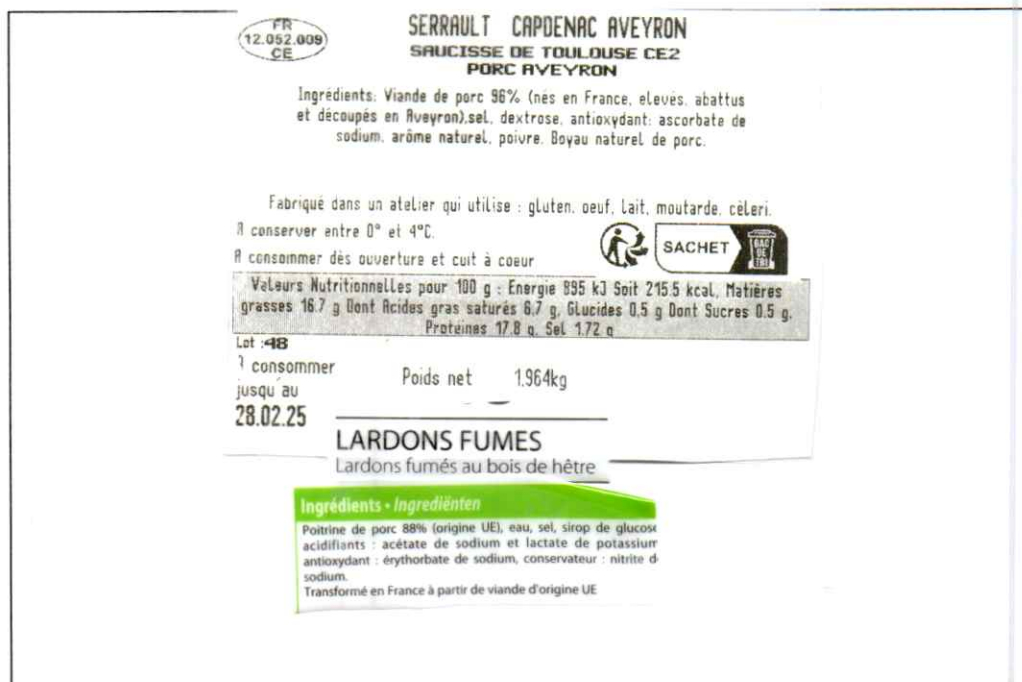 FR
12.052.009
CE
SERRAULT CAPDENAC AVEYRON
SAUCISSE DE TOULOUSE CE2
PORC AVEYRON
Ingrédients: Viande de porc 96% (nés en France, elevés, abattus
et découpés en Aveyron),sel, dextrose, antioxydant: ascorbate de
sodium, arôme naturel, poivre. Boyau naturel de porc.
Fabriqué dans un atelier qui utilise : gluten, oeuf, lait, moutarde, cèleri.
A conserver entre 0° et 4°C.
A consommer dès ouverture et cuit à coeur
SACHET
BAC
DE
TRI
Valeurs Nutritionnelles pour 100 g : Energie 895 kJ Soit 215.5 kcal, Matières
grasses 16.7 g Dont Acides gras saturés 6.7 g, Glucides 0.5 g Dont Sucres 0.5 g,
Protéines 17.8 g, Sel 1.72 g
Lot :48
A consommer
jusqu'au
28.02.25
Poids net 1.964kg
LARDONS FUMES
Lardons fumés au bois de hêtre
Ingrédients • Ingrediënten
Poitrine de porc 88% (origine UE), eau, sel, sirop de glucose
acidifiants : acétate de sodium et lactate de potassium
antioxydant : érythorbate de sodium, conservateur : nitrite d
sodium.
Transformé en France à partir de viande d'origine UE